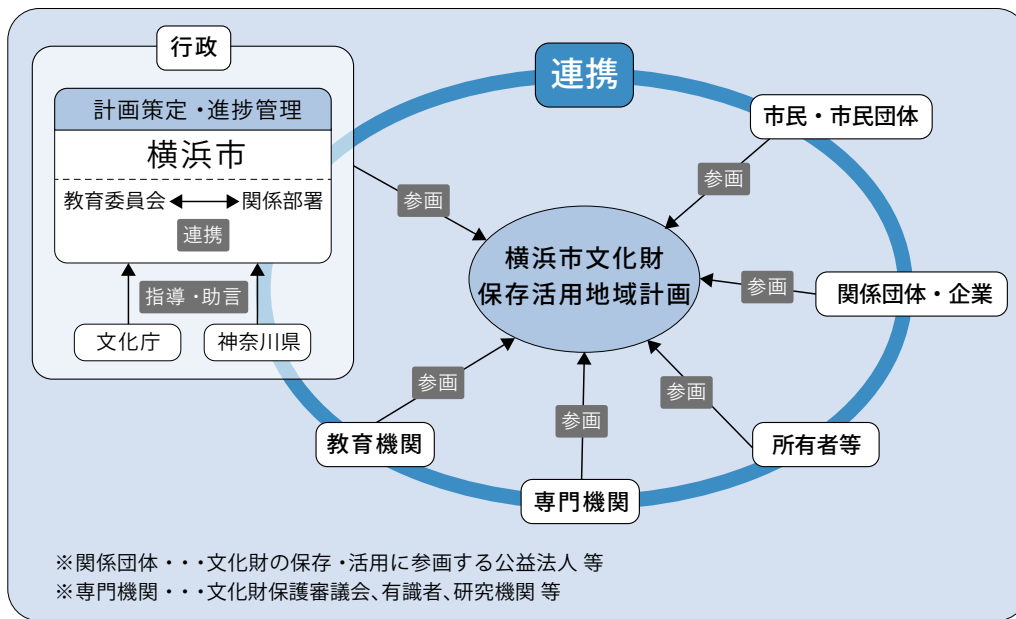 行政
計画策定・進捗管理
横浜市
教育委員会
関係部署
連携
指導・助言
文化庁
神奈川県
連携
市民・市民団体
関係団体・企業
所有者等
専門機関
教育機関
参画
参画
参画
参画
参画
参画
横浜市文化財
保存活用地域計画
※関係団体・・・文化財の保存・活用に参画する公益法人 等
※専門機関・・・文化財保護審議会、有識者、研究機関 等